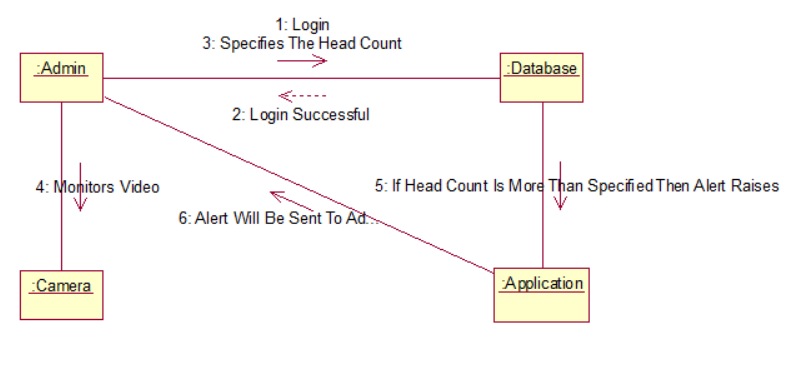 1: Login
3: Specifies The Head Count
:Admin
:Database
2: Login Successful
4: Monitors Video
5: If Head Count Is More Than Specified Then Alert Raises
6: Alert Will Be Sent To Ad...
:Camera
:Application